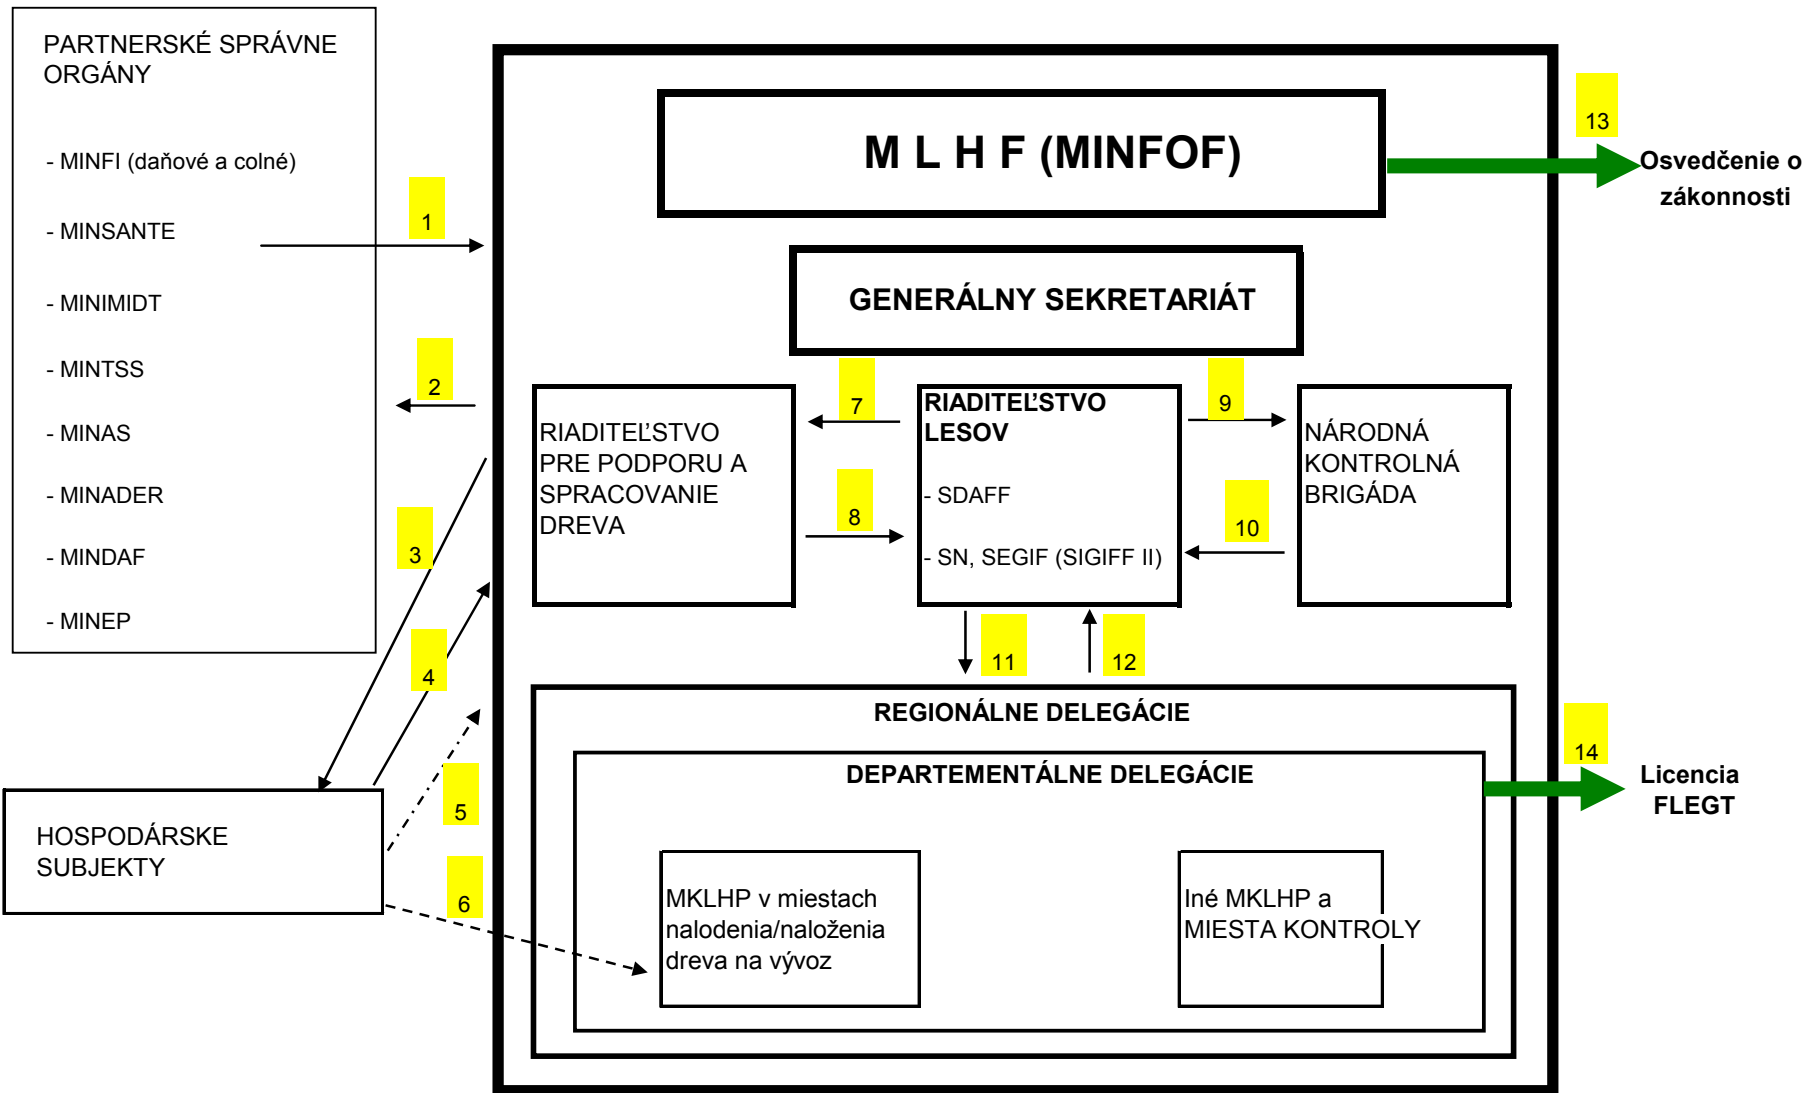 PARTNERSKÉ SPRÁVNE
ORGÁNY
- MINFI (daňové a colné)
- MINSANTE
- MINIMIDT
- MINTSS
- MINAS
- MINADER
- MINDAF
- MINEP
1
2
3
4
5
6
HOSPODÁRSKE
SUBJEKTY
M L H F (MINFOF)
13
Osvedčenie o
zákonnosti
GENERÁLNY SEKRETARIÁT
7
9
RIADITEĽSTVO
PRE PODPORU A
SPRACOVANIE
DREVA
8
RIADITEĽSTVO
LESOV
- SDAFF
- SN, SEGIF (SIGIFF II)
10
NÁRODNÁ
KONTROLNÁ
BRIGÁDA
11
12
REGIONÁLNE DELEGÁCIE
DEPARTEMENTÁLNE DELEGÁCIE
14
Licencia
FLEGT
MKLHP v miestach
nalodenia/naloženia
dreva na vývoz
Iné MKLHP a
MIESTA KONTROLY